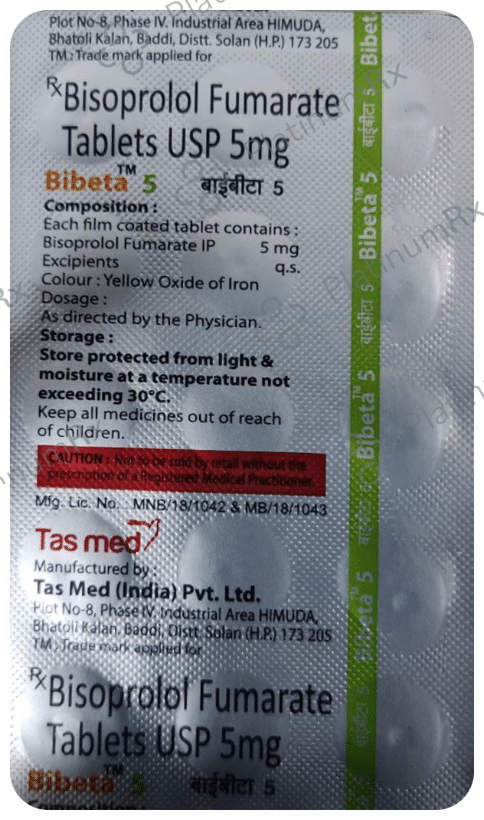 Plot No-8, Phase IV. Industrial Area HIMUDA,
Bhatoli Kalan, Baddi, Distt. Solan (H.P.) 173 205
TM : Trade mark applied for
Rx Bisoprolol Fumarate
Tablets USP 5mg
Bibeta™ 5 बाईबीटा 5
Composition :
Each film coated tablet contains :
Bisoprolol Fumarate IP 5 mg
Excipients q.s.
Colour : Yellow Oxide of Iron
Dosage :
As directed by the Physician.
Storage :
Store protected from light &
moisture at a temperature not
exceeding 30°C.
Keep all medicines out of reach
of children.
CAUTION : Not to be sold by retail without the
prescription of a Registered Medical Practitioner.
Mfg. Lic. No. : MNB/18/1042 & MB/18/1043
Tas med
Manufactured by :
Tas Med (India) Pvt. Ltd.
Plot No-8, Phase IV. Industrial Area HIMUDA,
Bhatoli Kalan, Baddi, Distt. Solan (H.P.) 173 205
TM : Trade mark applied for
Rx Bisoprolol Fumarate
Tablets USP 5mg
Bibeta™ 5 बाईबीटा 5
Composition :
5 बाईबीटा 5 Bibeta™ 5 बाईबीटा 5 Bibeta™ 5 बाईबीटा 5 Bibeta™ 5 बाईबीटा 5 Bibet
PlatinumRx
PlatinumRx